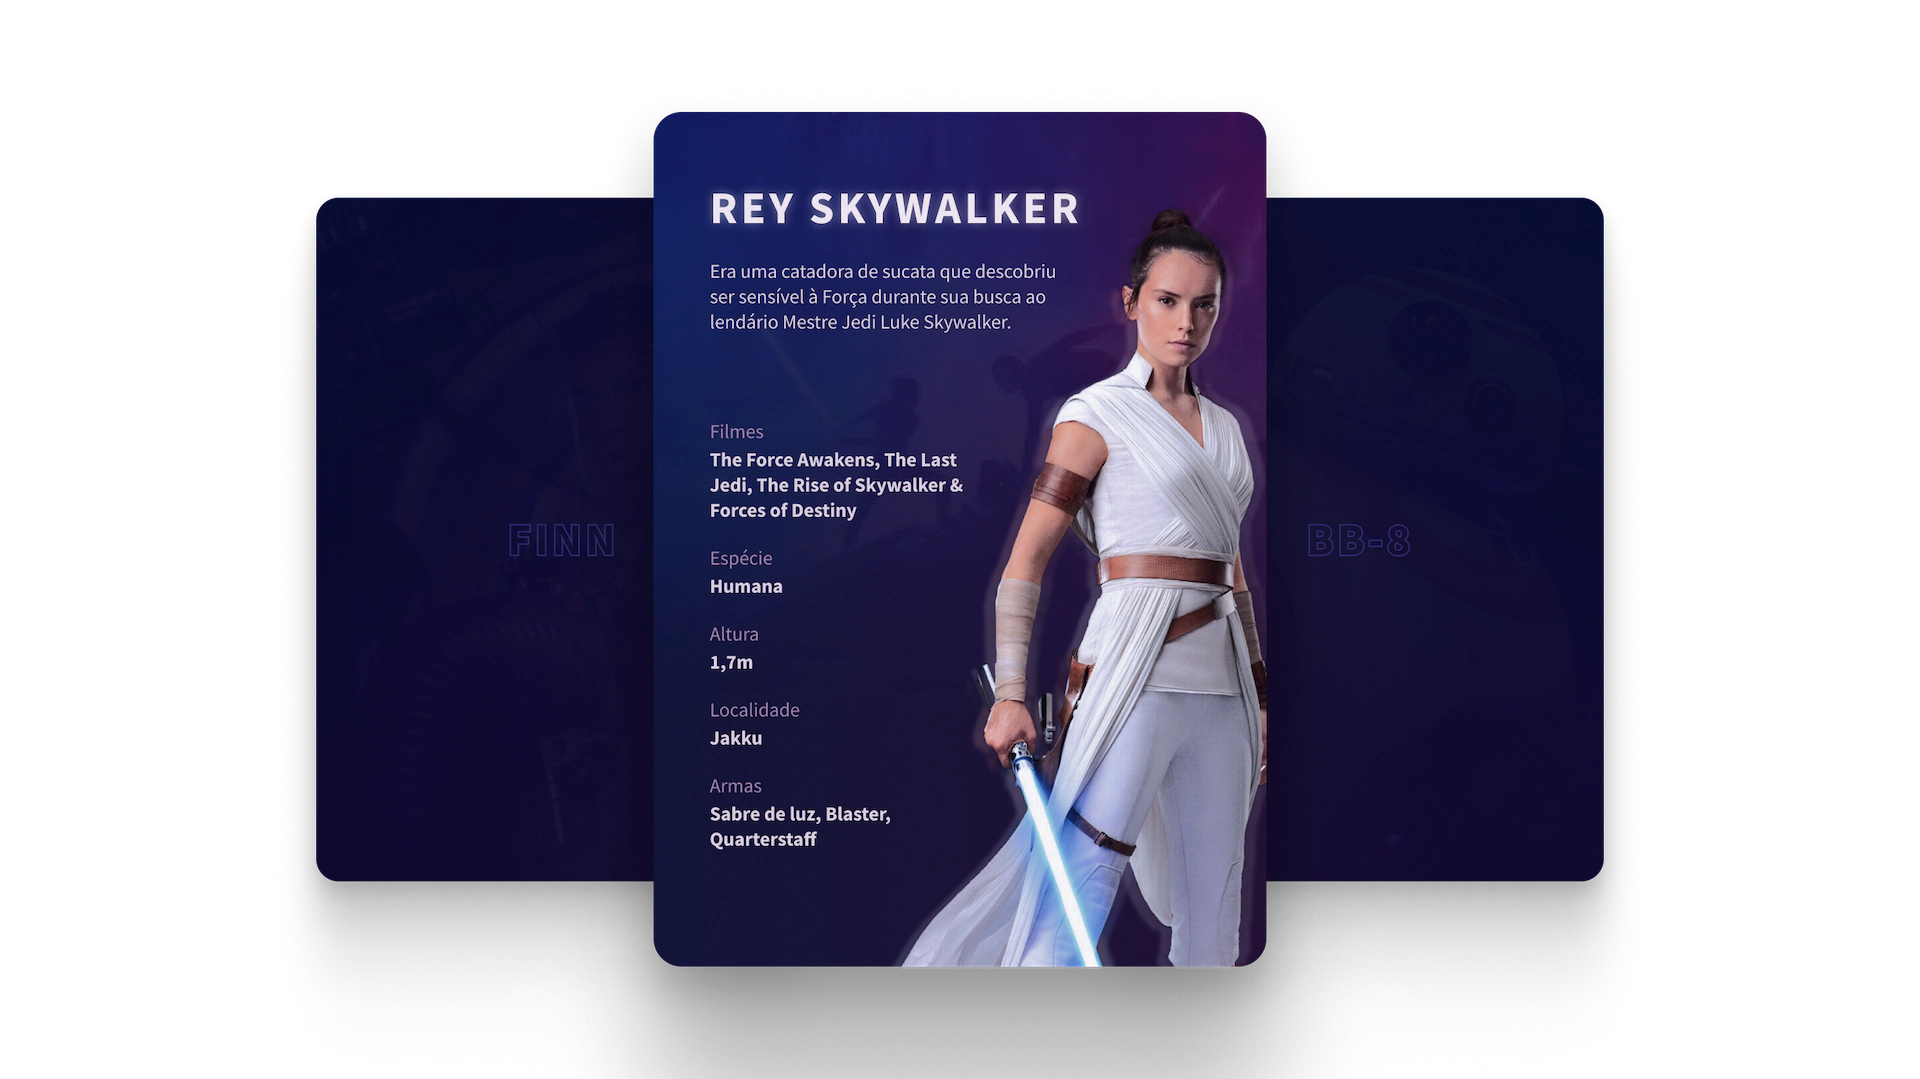 REY SKYWALKER
Era uma catadora de sucata que descobriu
ser sensível à Força durante sua busca ao
lendário Mestre Jedi Luke Skywalker.
Filmes
The Force Awakens, The Last
Jedi, The Rise of Skywalker &
Forces of Destiny
Espécie
Humana
Altura
1,7m
Localidade
Jakku
Armas
Sabre de luz, Blaster,
Quarterstaff
FINN
BB-8